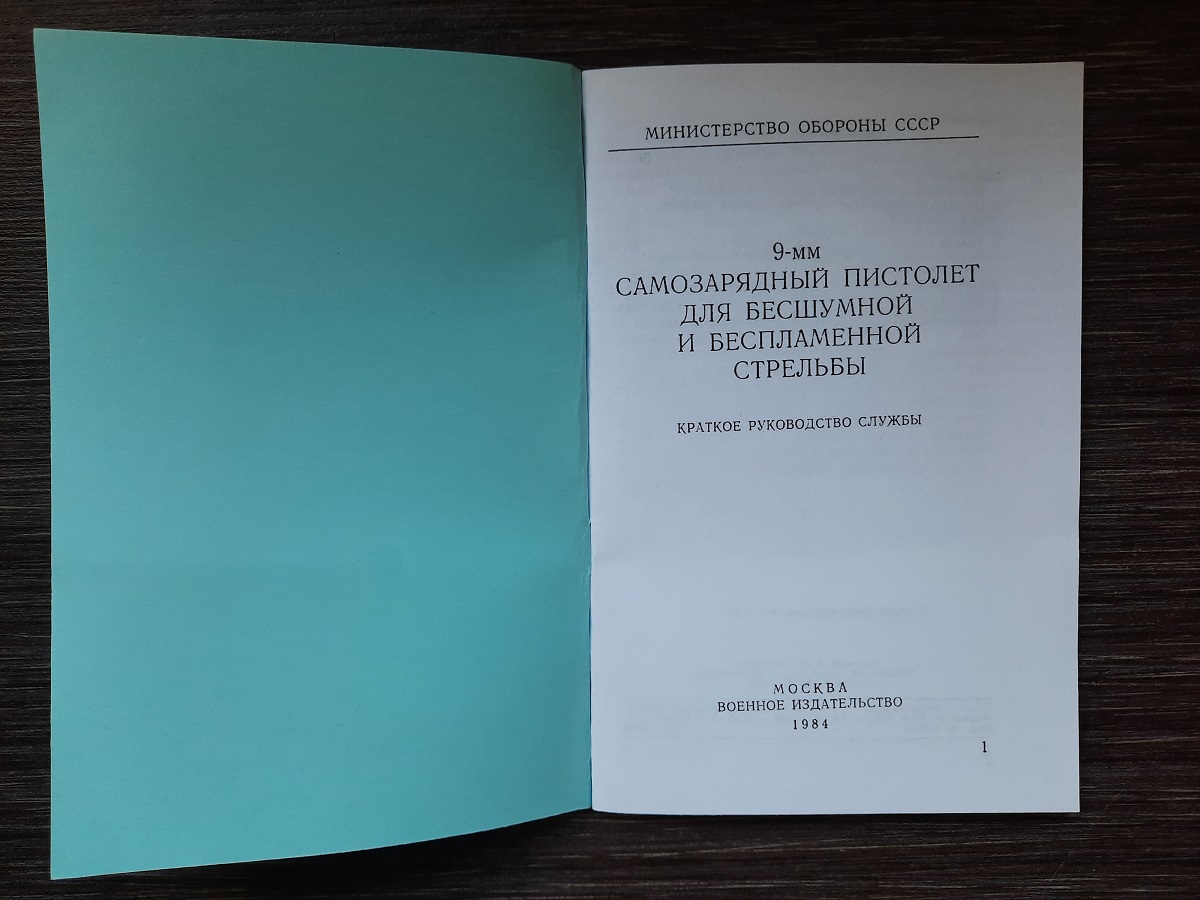 МИНИСТЕРСТВО ОБОРОНЫ СССР
9-мм
САМОЗАРЯДНЫЙ ПИСТОЛЕТ
ДЛЯ БЕСШУМНОЙ
И БЕСПЛАМЕННОЙ
СТРЕЛЬБЫ
КРАТКОЕ РУКОВОДСТВО СЛУЖБЫ
МОСКВА
ВОЕННОЕ ИЗДАТЕЛЬСТВО
1984
1